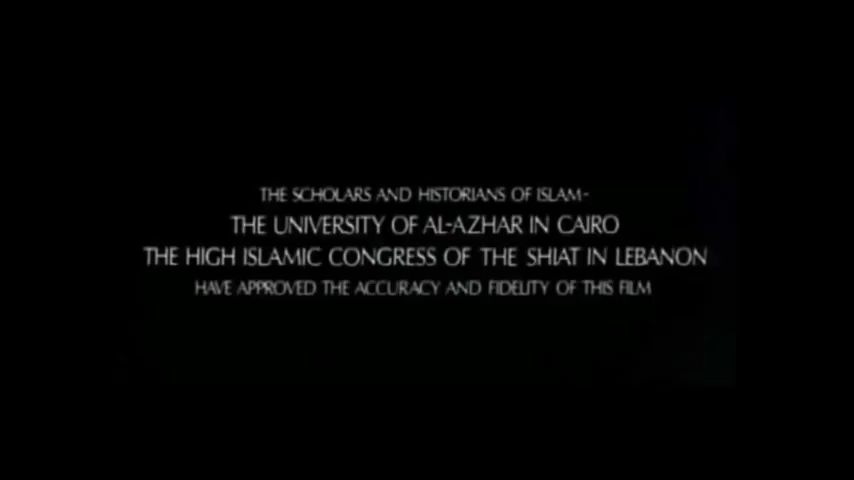 THE SCHOLARS AND HISTORIANS OF ISLAM-
THE UNIVERSITY OF AL-AZHAR IN CAIRO
THE HIGH ISLAMIC CONGRESS OF THE SHIAT IN LEBANON
HAVE APPROVED THE ACCURACY AND FIDELITY OF THIS FILM